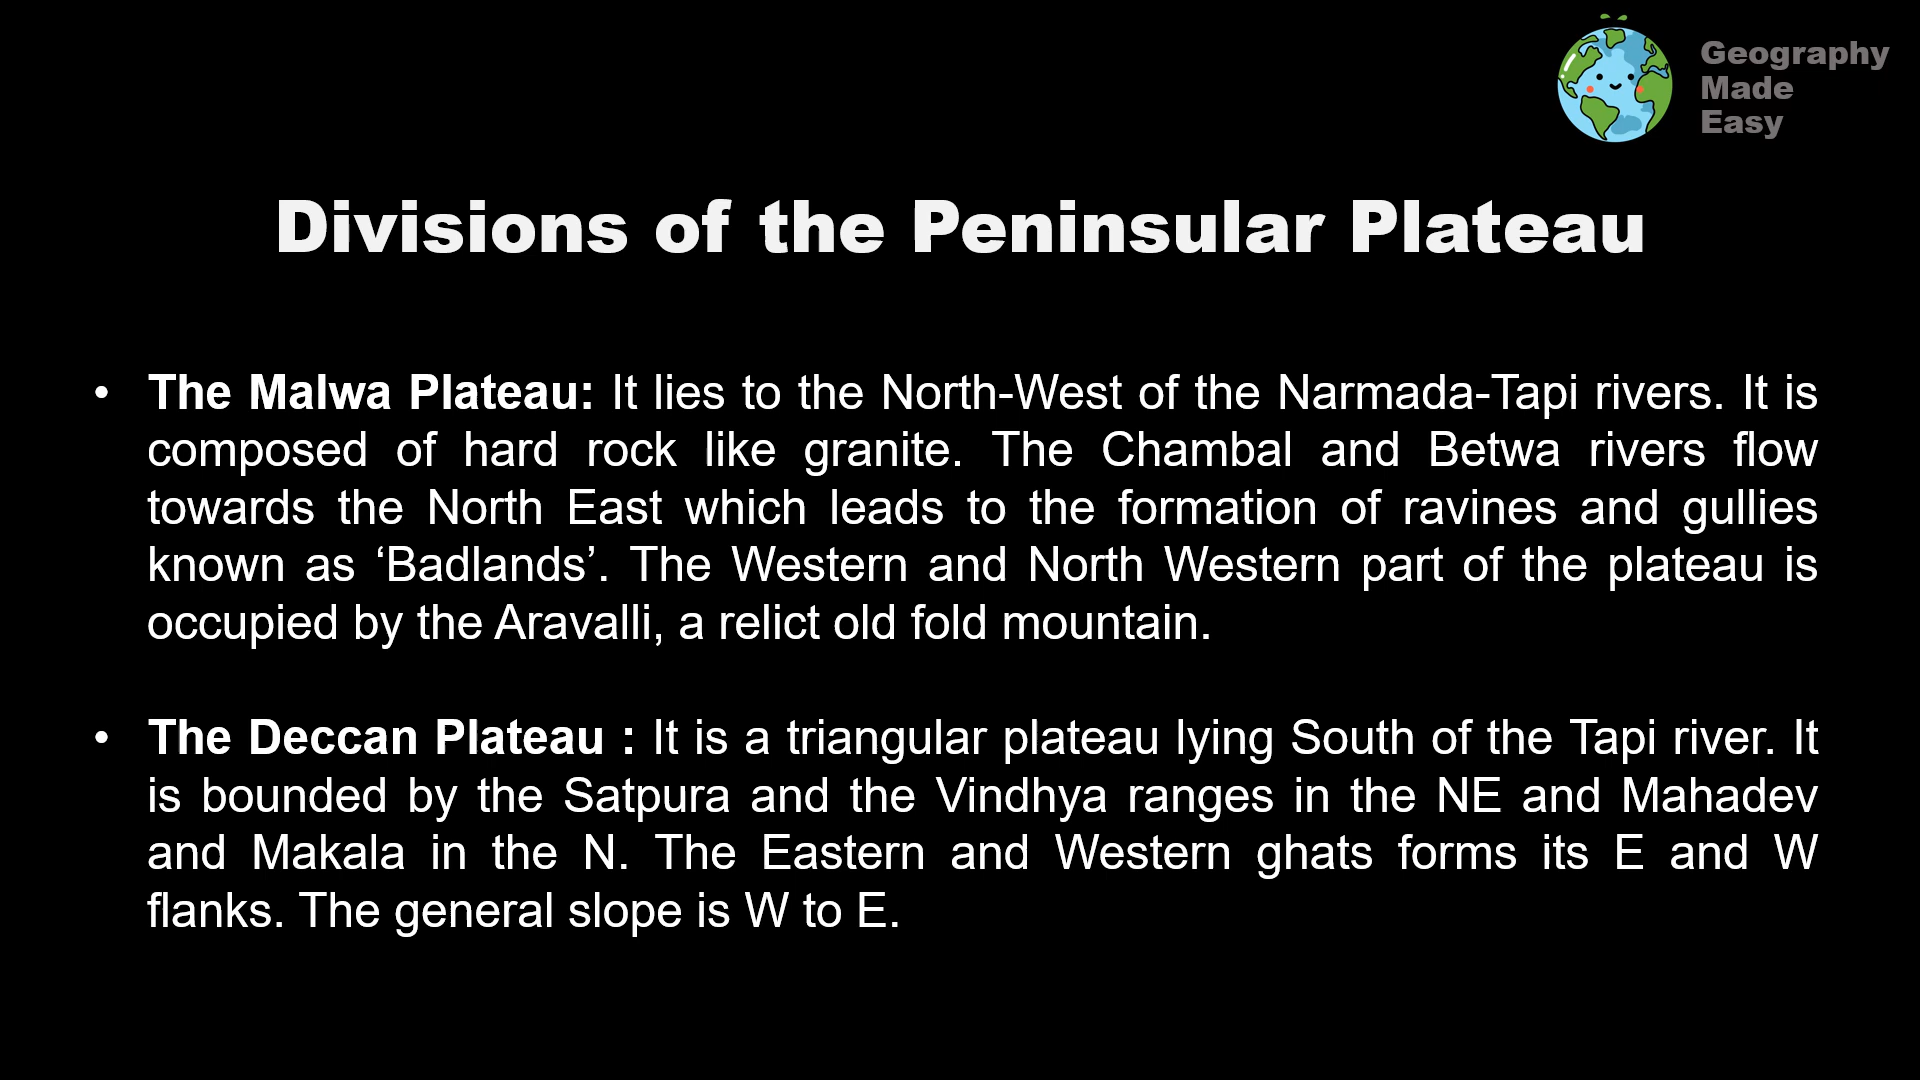 Geography
Made
Easy
Divisions of the Peninsular Plateau
• The Malwa Plateau: It lies to the North-West of the Narmada-Tapi rivers. It is
composed of hard rock like granite. The Chambal and Betwa rivers flow
towards the North East which leads to the formation of ravines and gullies
known as ‘Badlands’. The Western and North Western part of the plateau is
occupied by the Aravalli, a relict old fold mountain.
• The Deccan Plateau : It is a triangular plateau lying South of the Tapi river. It
is bounded by the Satpura and the Vindhya ranges in the NE and Mahadev
and Makala in the N. The Eastern and Western ghats forms its E and W
flanks. The general slope is W to E.